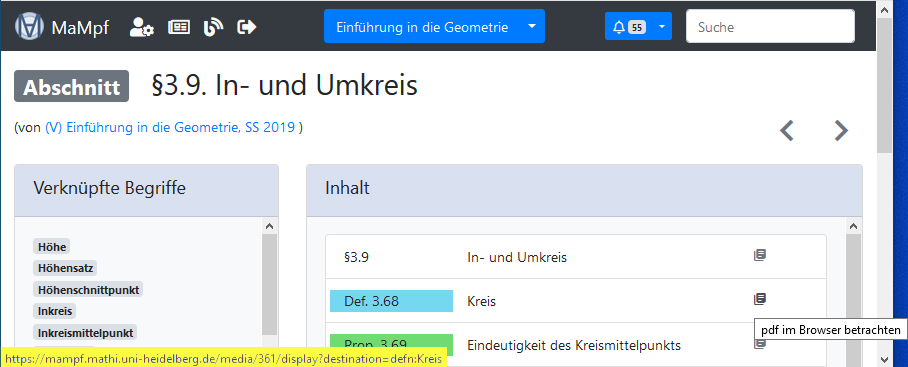 MaMpf
Einführung in die Geometrie
55
Suche
Abschnitt §3.9. In- und Umkreis
(von (V) Einführung in die Geometrie, SS 2019 )
Verknüpfte Begriffe
Höhe
Höhensatz
Höhenschnittpunkt
Inkreis
Inkreismittelpunkt
Inhalt
§3.9 In- und Umkreis
Def. 3.68 Kreis
Prop. 3.69 Eindeutigkeit des Kreismittelpunkts
pdf im Browser betrachten
https://mampf.mathi.uni-heidelberg.de/media/361/display?destination=defn:Kreis